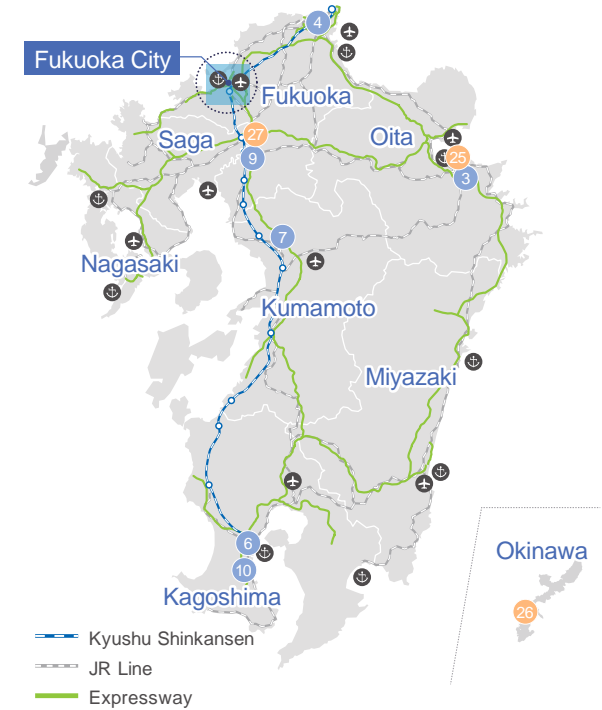 4
Fukuoka City
Fukuoka
27
Saga
Oita
25
9
3
7
Nagasaki
Kumamoto
Miyazaki
6
Okinawa
10
Kagoshima
26
Kyushu Shinkansen
JR Line
Expressway